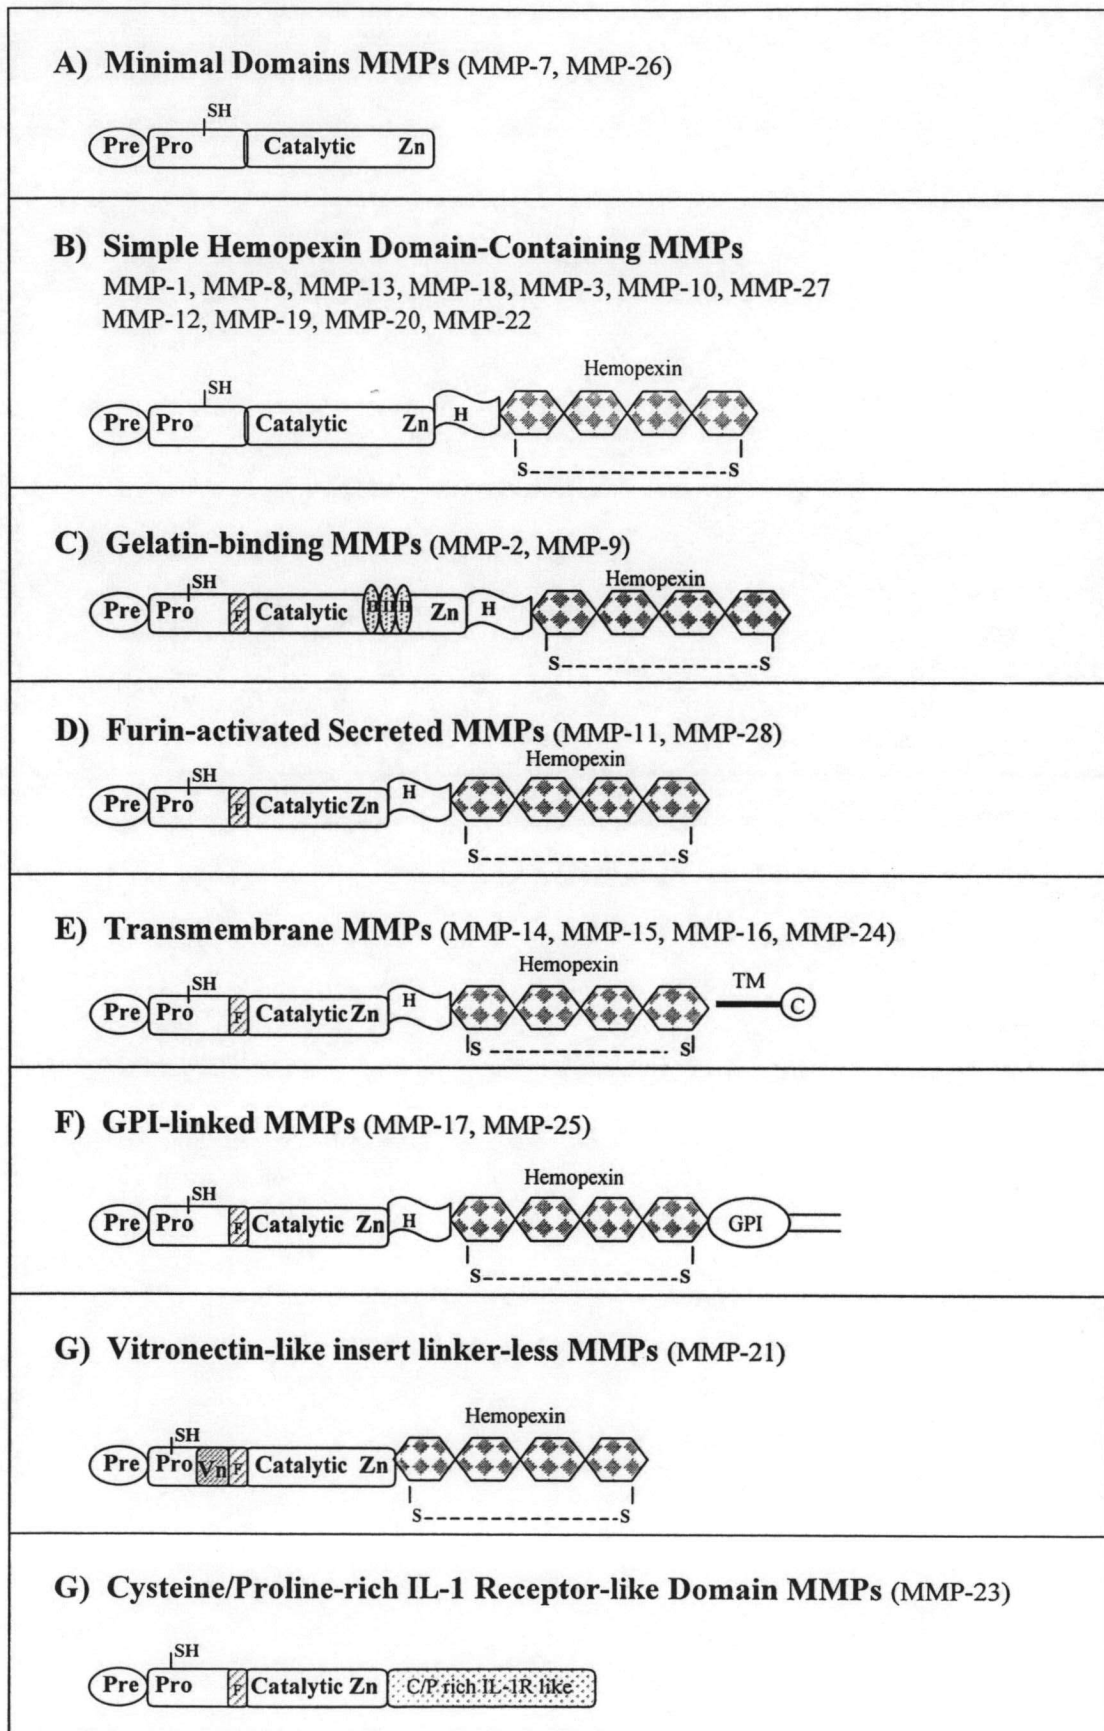 A) Minimal Domains MMPs (MMP-7, MMP-26)
SH
Pre Pro Catalytic Zn
B) Simple Hemopexin Domain-Containing MMPs
MMP-1, MMP-8, MMP-13, MMP-18, MMP-3, MMP-10, MMP-27
MMP-12, MMP-19, MMP-20, MMP-22
Hemopexin
SH
Pre Pro Catalytic Zn H
S S
C) Gelatin-binding MMPs (MMP-2, MMP-9)
Hemopexin
SH
Pre Pro F Catalytic Zn H
S S
D) Furin-activated Secreted MMPs (MMP-11, MMP-28)
Hemopexin
SH
Pre Pro F Catalytic Zn H
S S
E) Transmembrane MMPs (MMP-14, MMP-15, MMP-16, MMP-24)
Hemopexin
SH TM
Pre Pro F Catalytic Zn H C
S S
F) GPI-linked MMPs (MMP-17, MMP-25)
Hemopexin
SH
Pre Pro F Catalytic Zn H GPI
S S
G) Vitronectin-like insert linker-less MMPs (MMP-21)
Hemopexin
SH
Pre Pro Vn F Catalytic Zn
S S
G) Cysteine/Proline-rich IL-1 Receptor-like Domain MMPs (MMP-23)
SH
Pre Pro F Catalytic Zn C/P rich IL-1R like